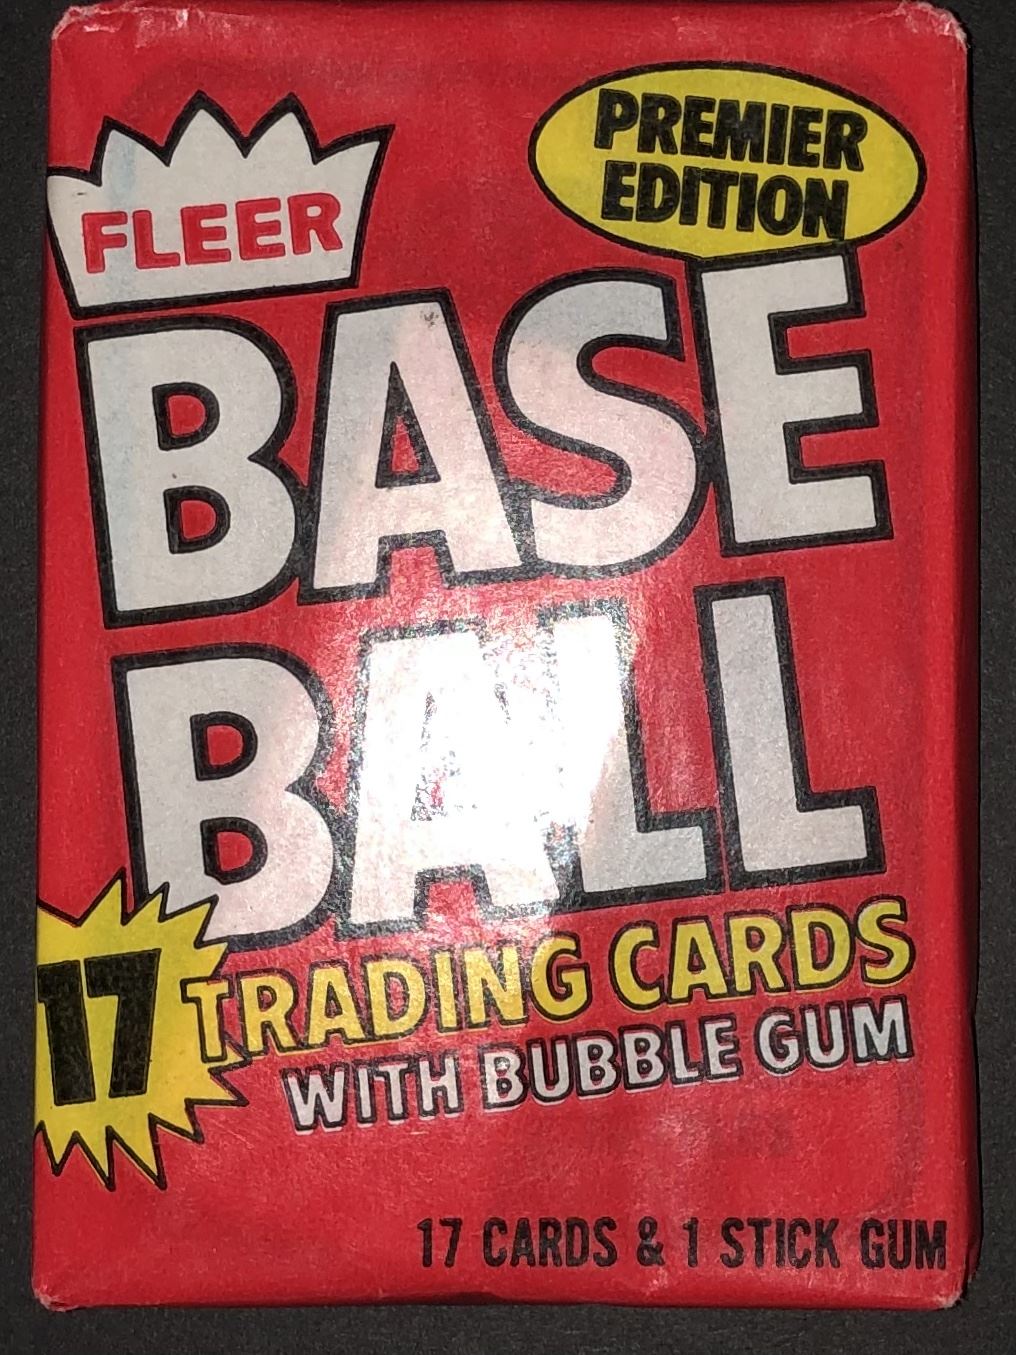 PREMIER
EDITION
FLEER
BASE
BALL
17 TRADING CARDS
WITH BUBBLE GUM
17 CARDS & 1 STICK GUM